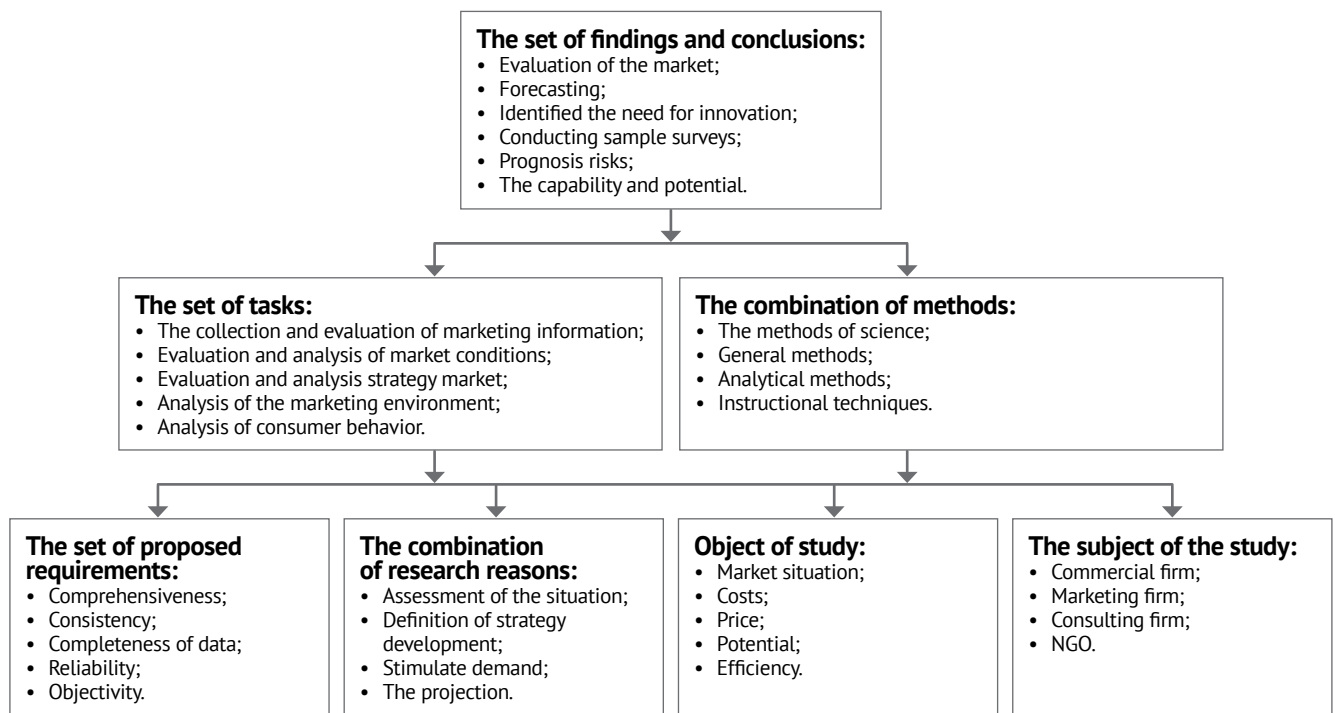 The set of findings and conclusions:
• Evaluation of the market;
• Forecasting;
• Identified the need for innovation;
• Conducting sample surveys;
• Prognosis risks;
• The capability and potential.
The set of tasks:
• The collection and evaluation of marketing information;
• Evaluation and analysis of market conditions;
• Evaluation and analysis strategy market;
• Analysis of the marketing environment;
• Analysis of consumer behavior.
The combination of methods:
• The methods of science;
• General methods;
• Analytical methods;
• Instructional techniques.
The set of proposed
requirements:
• Comprehensiveness;
• Consistency;
• Completeness of data;
• Reliability;
• Objectivity.
The combination
of research reasons:
• Assessment of the situation;
• Definition of strategy
development;
• Stimulate demand;
• The projection.
Object of study:
• Market situation;
• Costs;
• Price;
• Potential;
• Efficiency.
The subject of the study:
• Commercial firm;
• Marketing firm;
• Consulting firm;
• NGO.